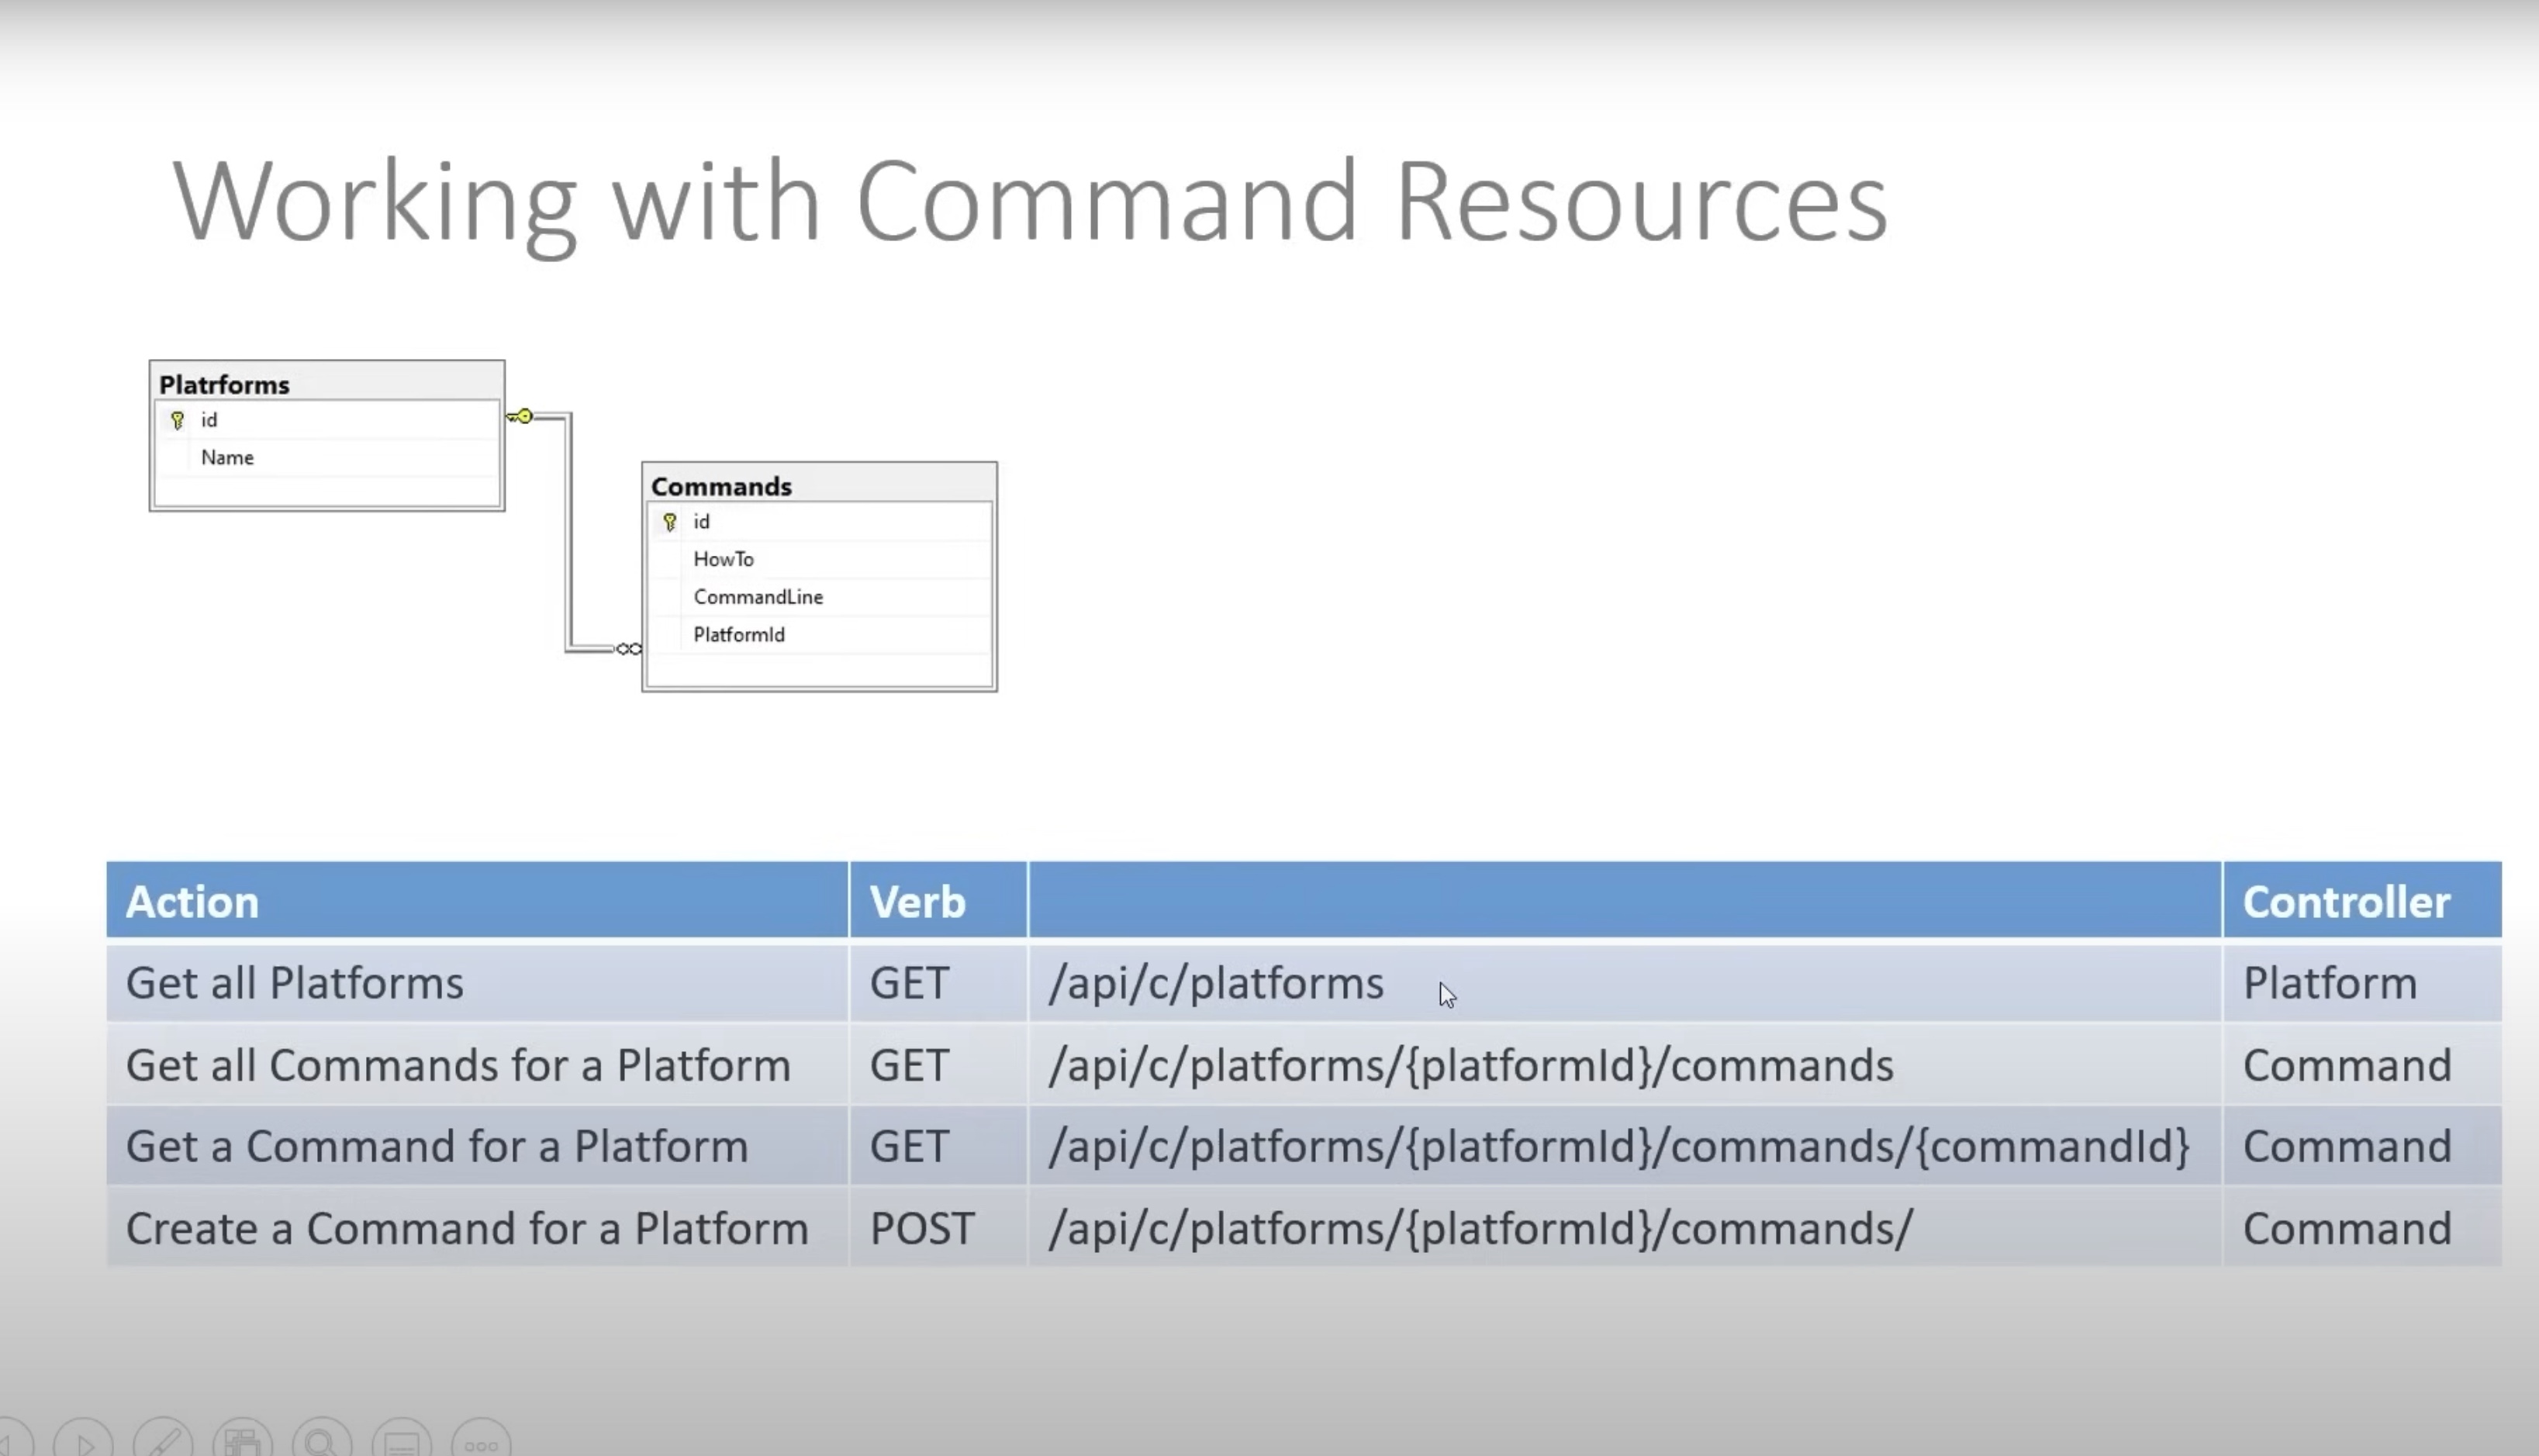 Working with Command Resources
Platrforms
id
Name
Commands
id
HowTo
CommandLine
PlatformId
Action Verb Controller
Get all Platforms GET /api/c/platforms Platform
Get all Commands for a Platform GET /api/c/platforms/{platformId}/commands Command
Get a Command for a Platform GET /api/c/platforms/{platformId}/commands/{commandId} Command
Create a Command for a Platform POST /api/c/platforms/{platformId}/commands/ Command